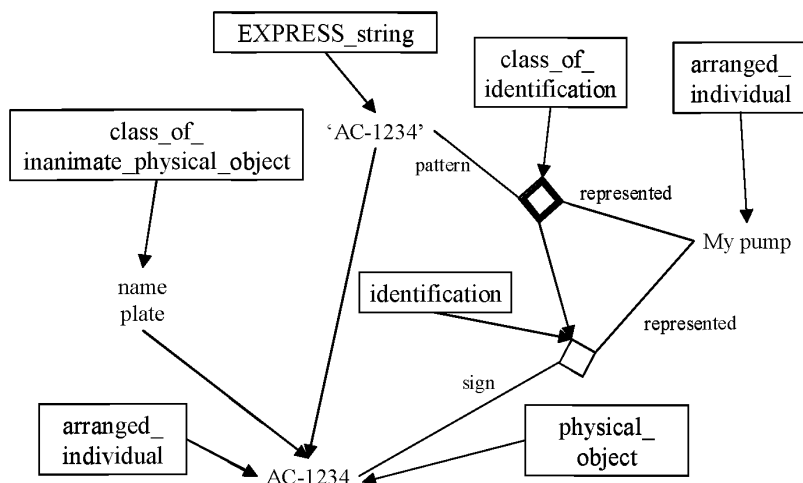 EXPRESS_string
class_of_
identification
arranged_
individual
class_of_
inanimate_physical_object
‘AC-1234’
pattern
represented
My pump
name
plate
identification
represented
sign
arranged_
individual
physical_
object
AC-1234